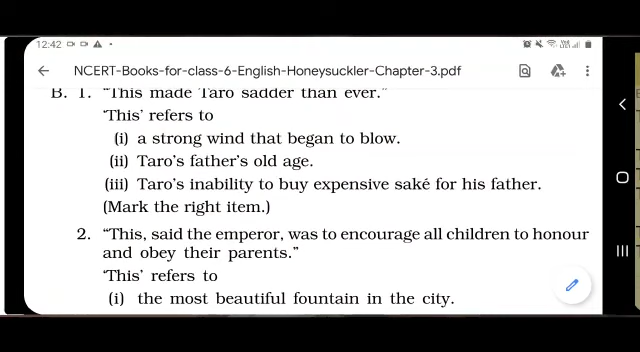 12:42
NCERT-Books-for-class-6-English-Honeysuckler-Chapter-3.pdf
B. 1. “This made Taro sadder than ever.”
‘This’ refers to
(i) a strong wind that began to blow.
(ii) Taro’s father’s old age.
(iii) Taro’s inability to buy expensive saké for his father.
(Mark the right item.)
2. “This, said the emperor, was to encourage all children to honour
and obey their parents.”
‘This’ refers to
(i) the most beautiful fountain in the city.